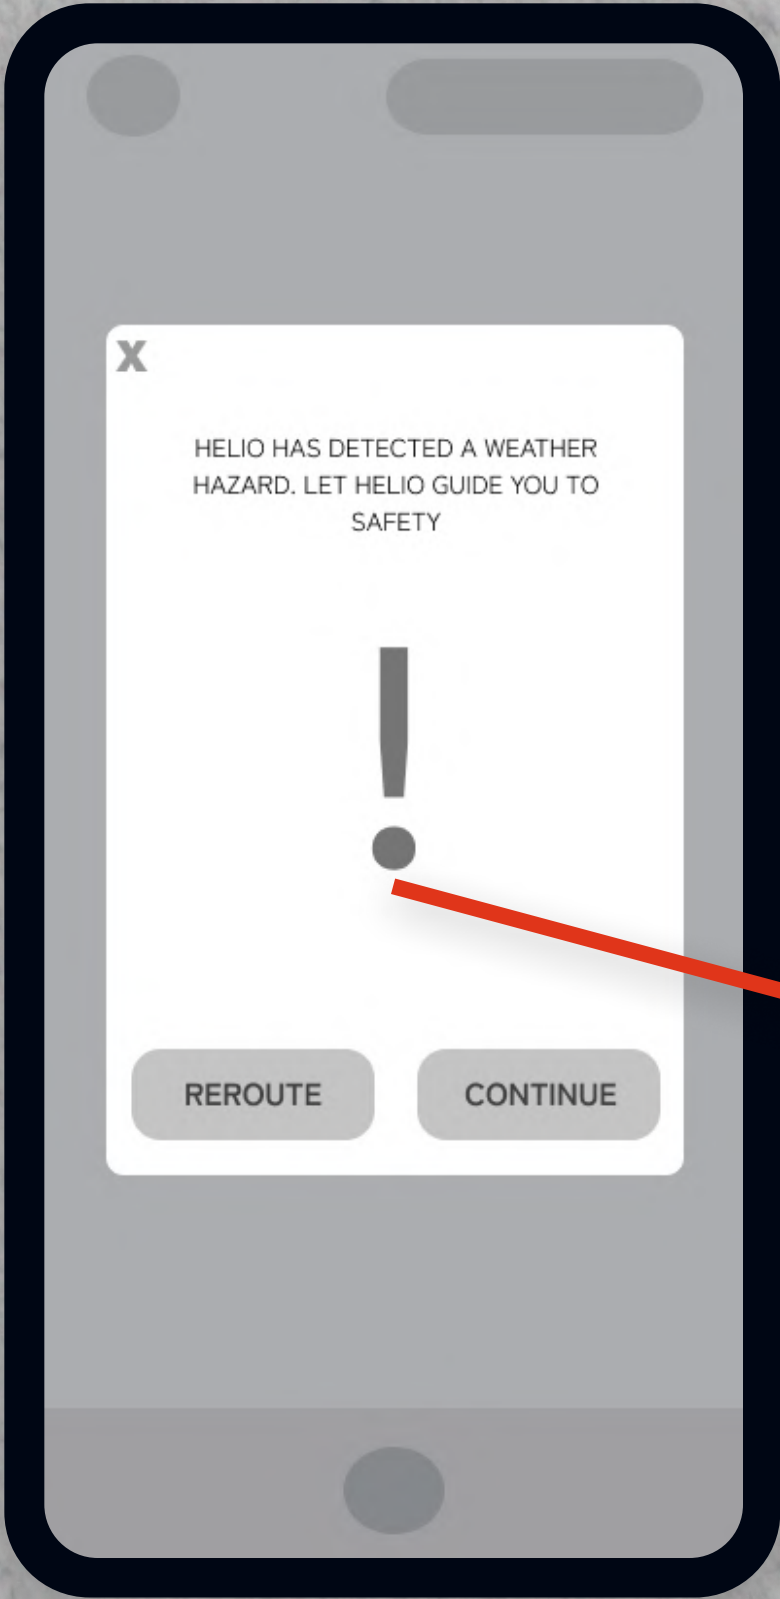 X
HELIO HAS DETECTED A WEATHER
HAZARD. LET HELIO GUIDE YOU TO
SAFETY
!
REROUTE CONTINUE